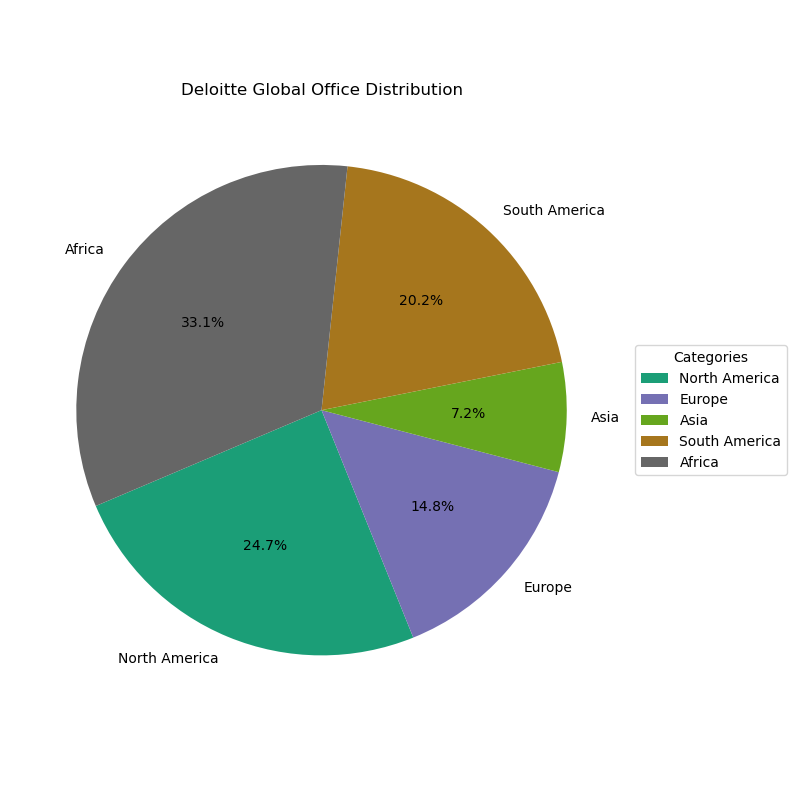 Deloitte Global Office Distribution
South America
Africa
20.2%
33.1%
Categories
North America
Europe
Asia
South America
Africa
7.2%
Asia
14.8%
24.7%
Europe
North America